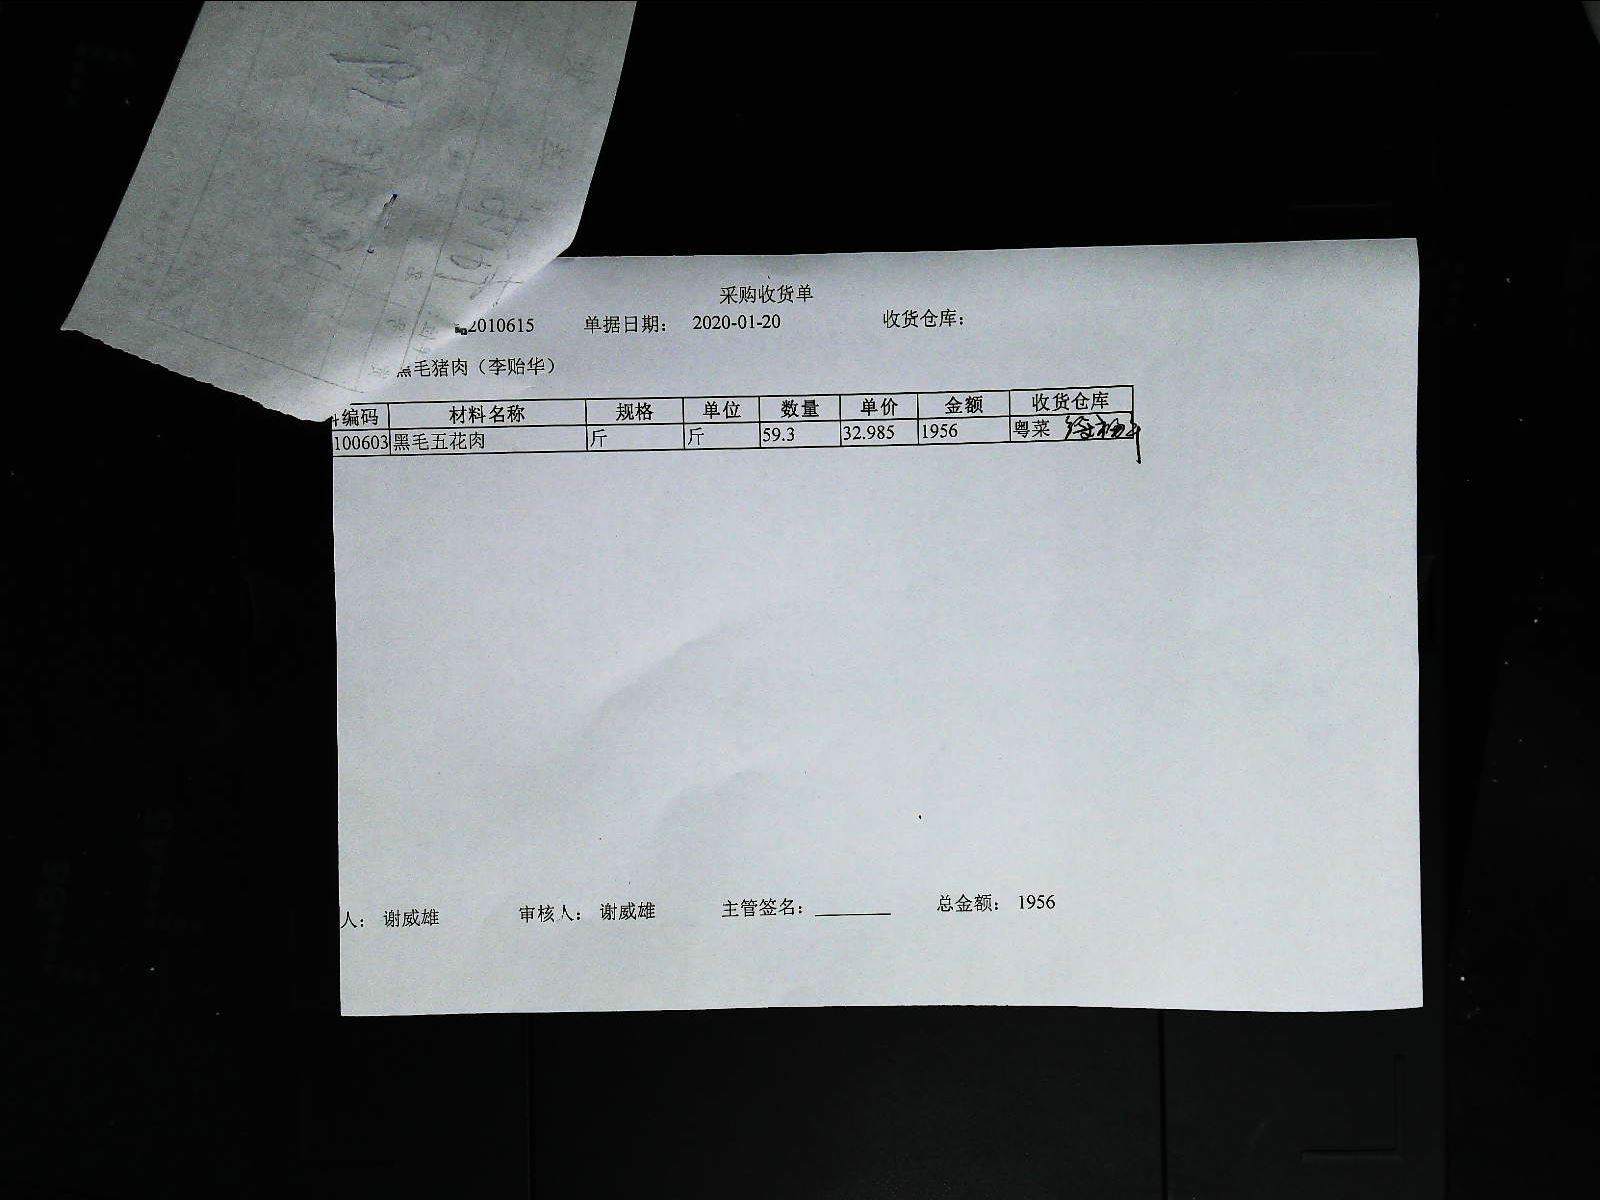 采购收货单
2010615 单据日期: 2020-01-20 收货仓库:
黑毛猪肉（李贻华）
编码 材料名称 规格 单位 数量 单价 金额 收货仓库
100603 黑毛五花肉 斤 斤 59.3 32.985 1956 粤菜
人: 谢威雄 审核人: 谢威雄 主管签名: ________ 总金额: 1956